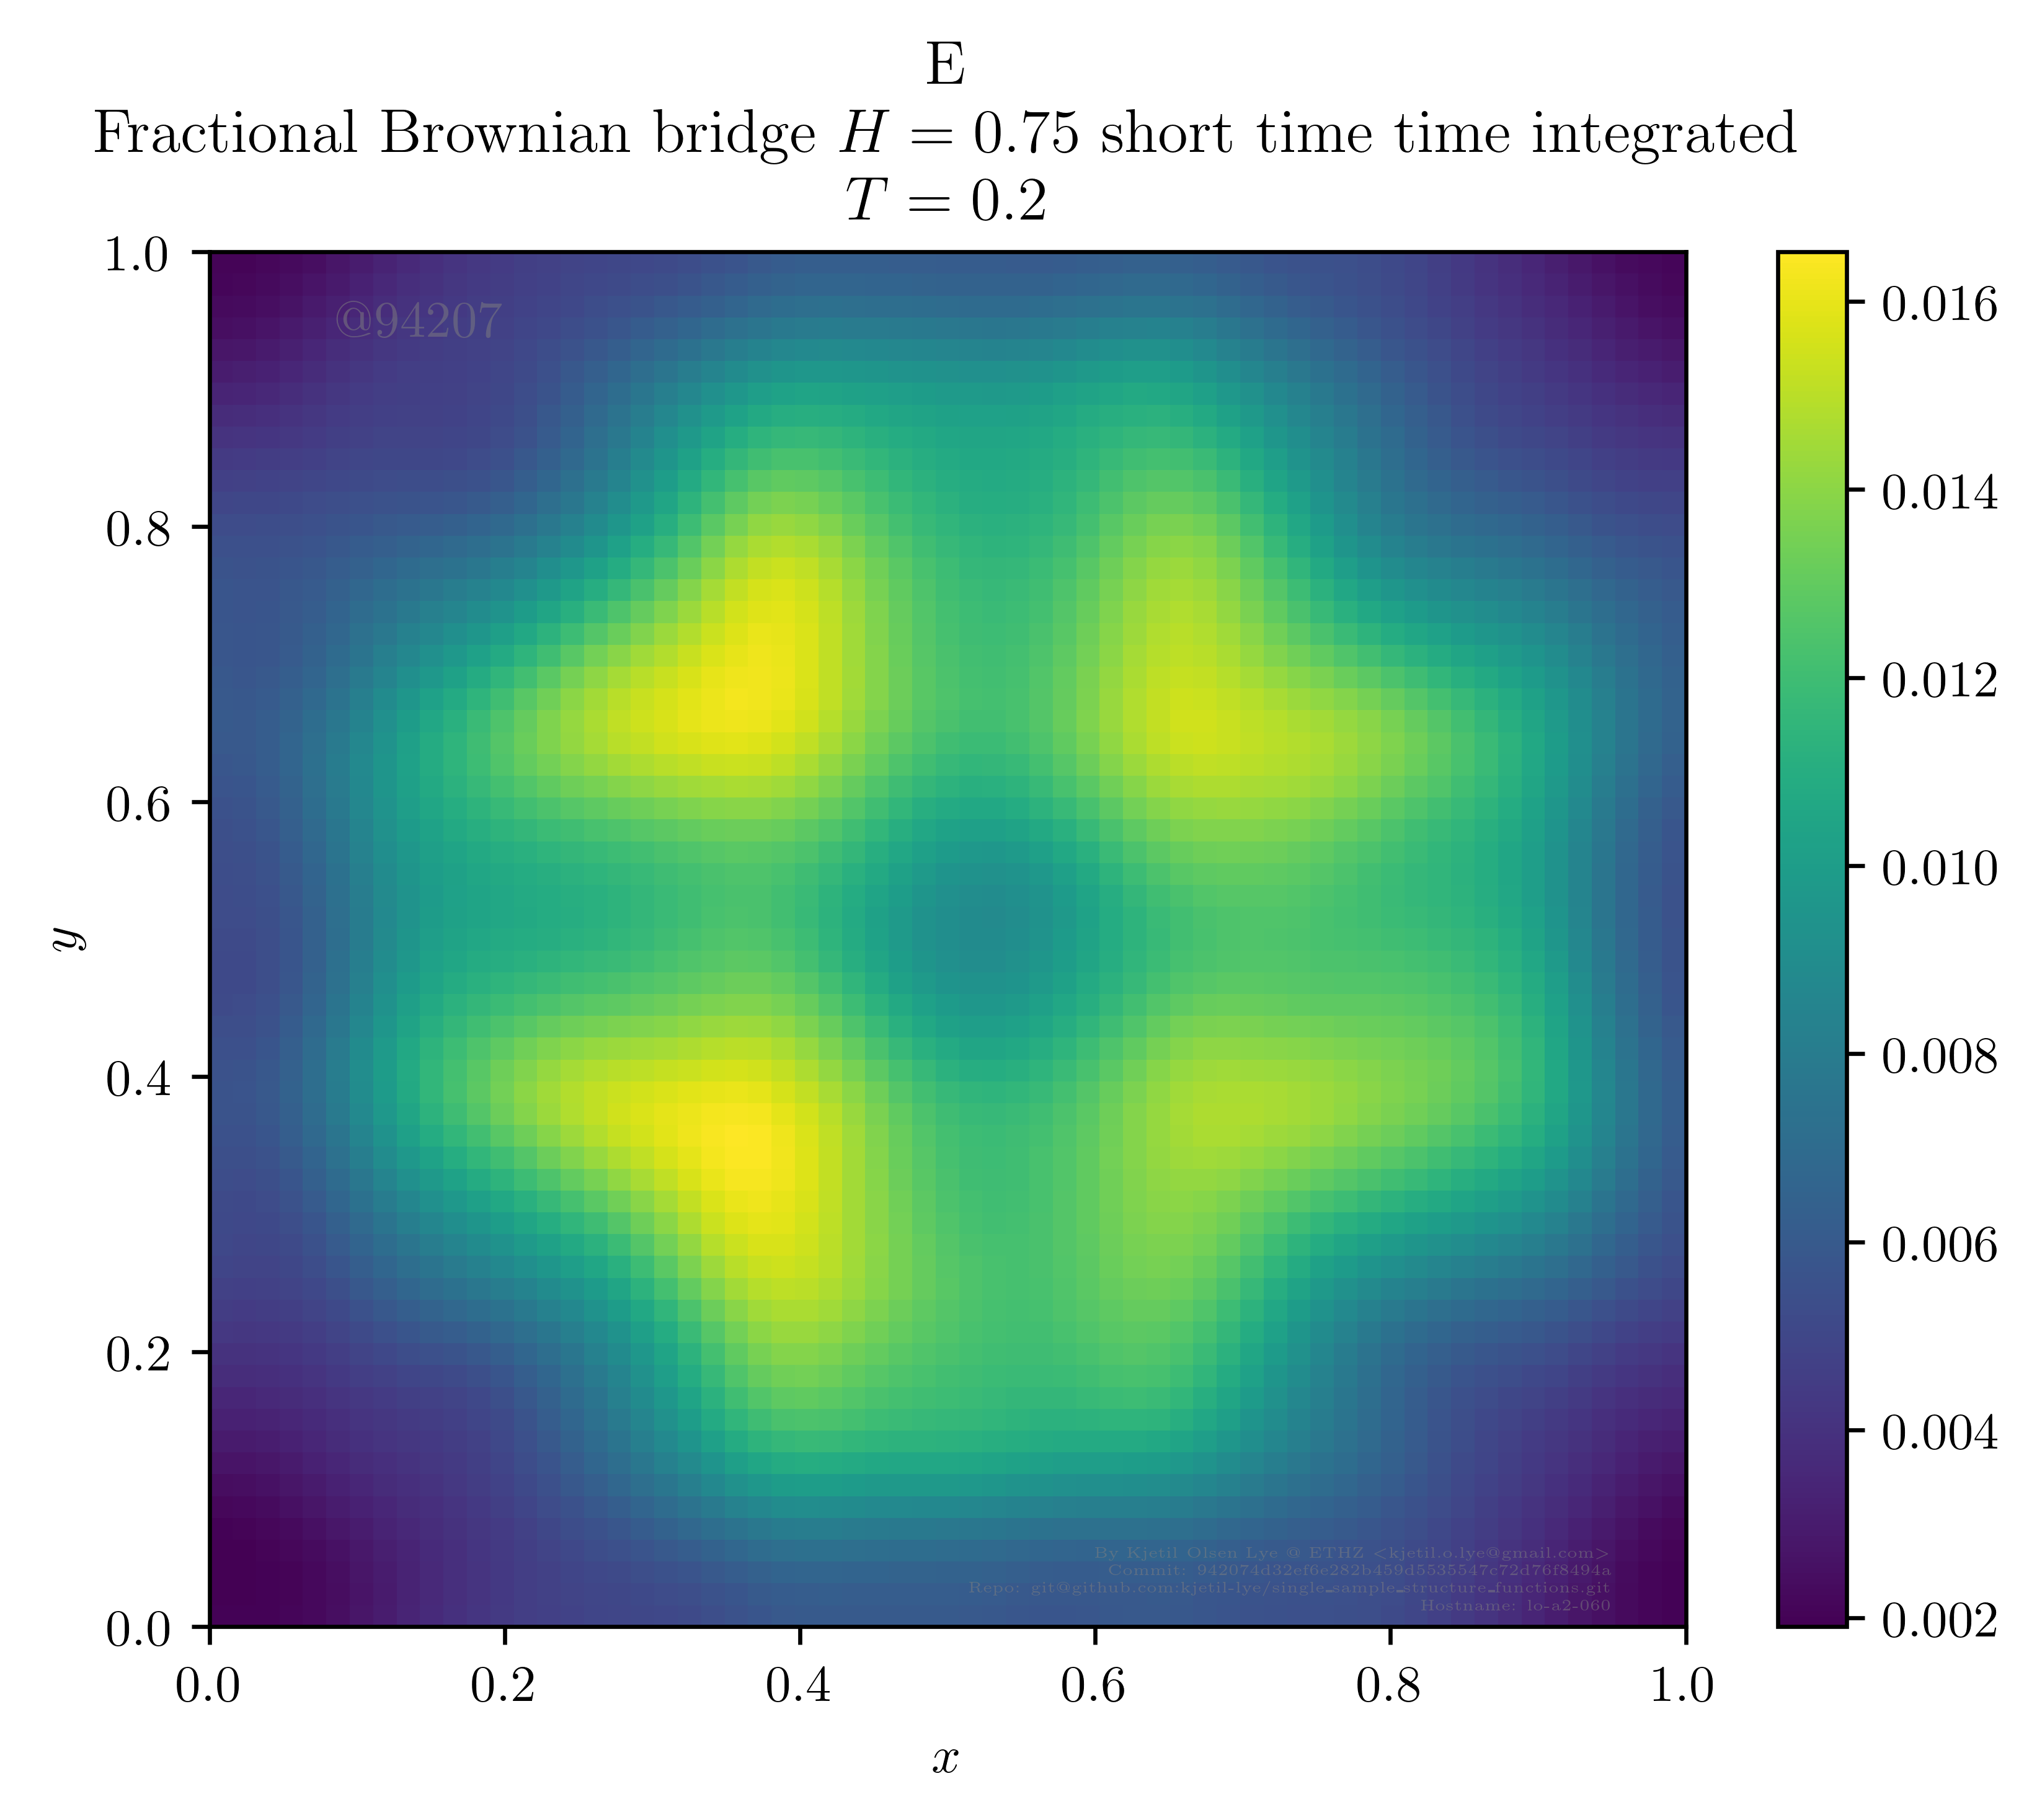 E
Fractional Brownian bridge H = 0.75 short time time integrated
T = 0.2
1.0
0.8
0.6
0.4
0.2
0.0
y
0.0 0.2 0.4 0.6 0.8 1.0
x
0.016
0.014
0.012
0.010
0.008
0.006
0.004
0.002
@94207
By Kjetil Olsen Lye @ ETHZ <kjetil.o.lye@gmail.com>
Commit: 942074d32ef6e282b459d5535547c72d76f8494a
Repo: git@github.com:kjetil-lye/single_sample_structure_functions.git
Hostname: lo-a2-060